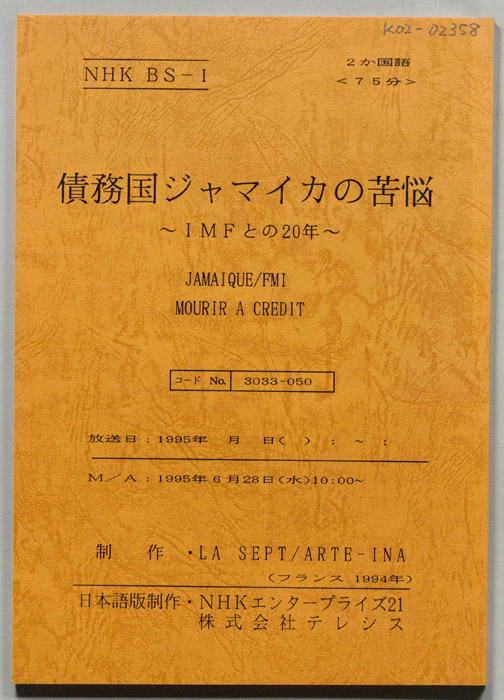 K02-02358
NHK BS-1
2か国語
<75分>
債務国ジャマイカの苦悩
~IMFとの20年~
JAMAIQUE/FMI
MOURIR A CREDIT
コード No. 3033-050
放送日:1995年 月 日( ) : ~ :
M/A:1995年6月28日(水)10:00~
制 作・LA SEPT/ARTE-INA
(フランス 1994年)
日本語版制作・NHKエンタープライズ21
株式会社テレシス